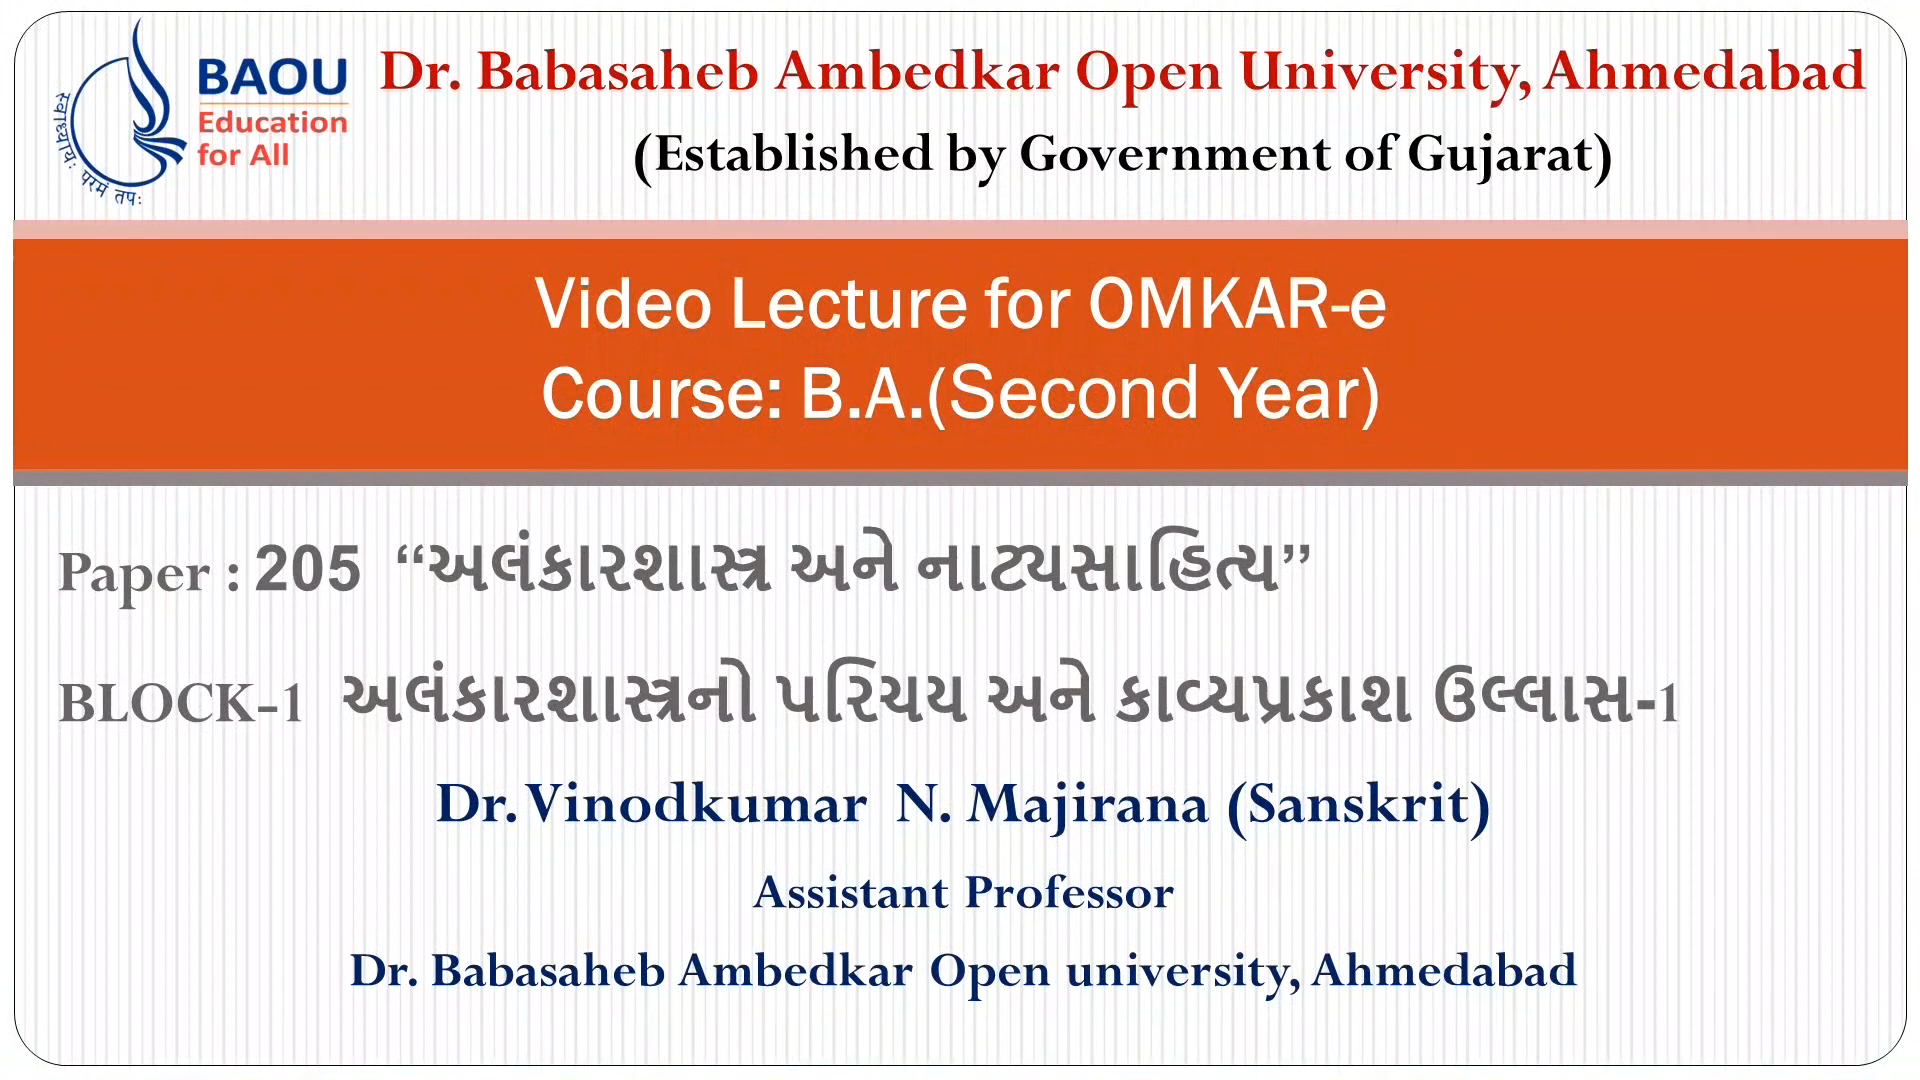 BAOU
Education
for All
स्वाध्यायः परमं तपः
Dr. Babasaheb Ambedkar Open University, Ahmedabad
(Established by Government of Gujarat)
Video Lecture for OMKAR-e
Course: B.A.(Second Year)
Paper : 205 “અલંકારશાસ્ત્ર અને નાટ્યસાહિત્ય”
BLOCK-1 અલંકારશાસ્ત્રનો પરિચય અને કાવ્યપ્રકાશ ઉલ્લાસ-1
Dr. Vinodkumar N. Majirana (Sanskrit)
Assistant Professor
Dr. Babasaheb Ambedkar Open university, Ahmedabad